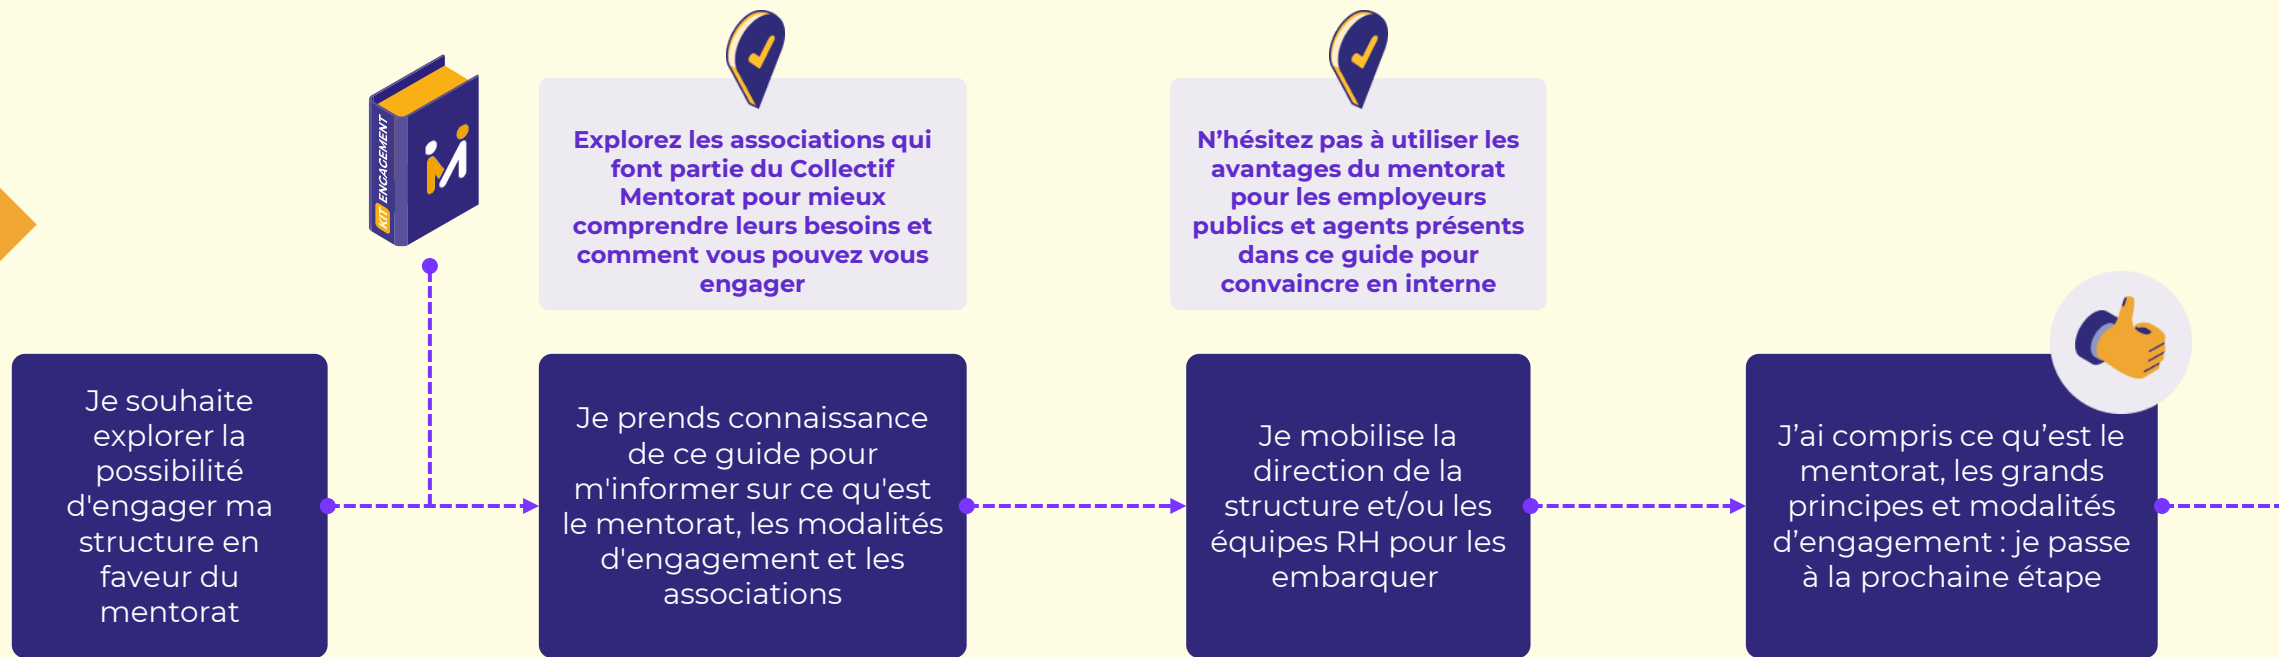 KIT ENGAGEMENT
Explorez les associations qui
font partie du Collectif
Mentorat pour mieux
comprendre leurs besoins et
comment vous pouvez vous
engager
N’hésitez pas à utiliser les
avantages du mentorat
pour les employeurs
publics et agents présents
dans ce guide pour
convaincre en interne
Je souhaite
explorer la
possibilité
d'engager ma
structure en
faveur du
mentorat
Je prends connaissance
de ce guide pour
m'informer sur ce qu'est
le mentorat, les modalités
d'engagement et les
associations
Je mobilise la
direction de la
structure et/ou les
équipes RH pour les
embarquer
J’ai compris ce qu’est le
mentorat, les grands
principes et modalités
d’engagement : je passe
à la prochaine étape